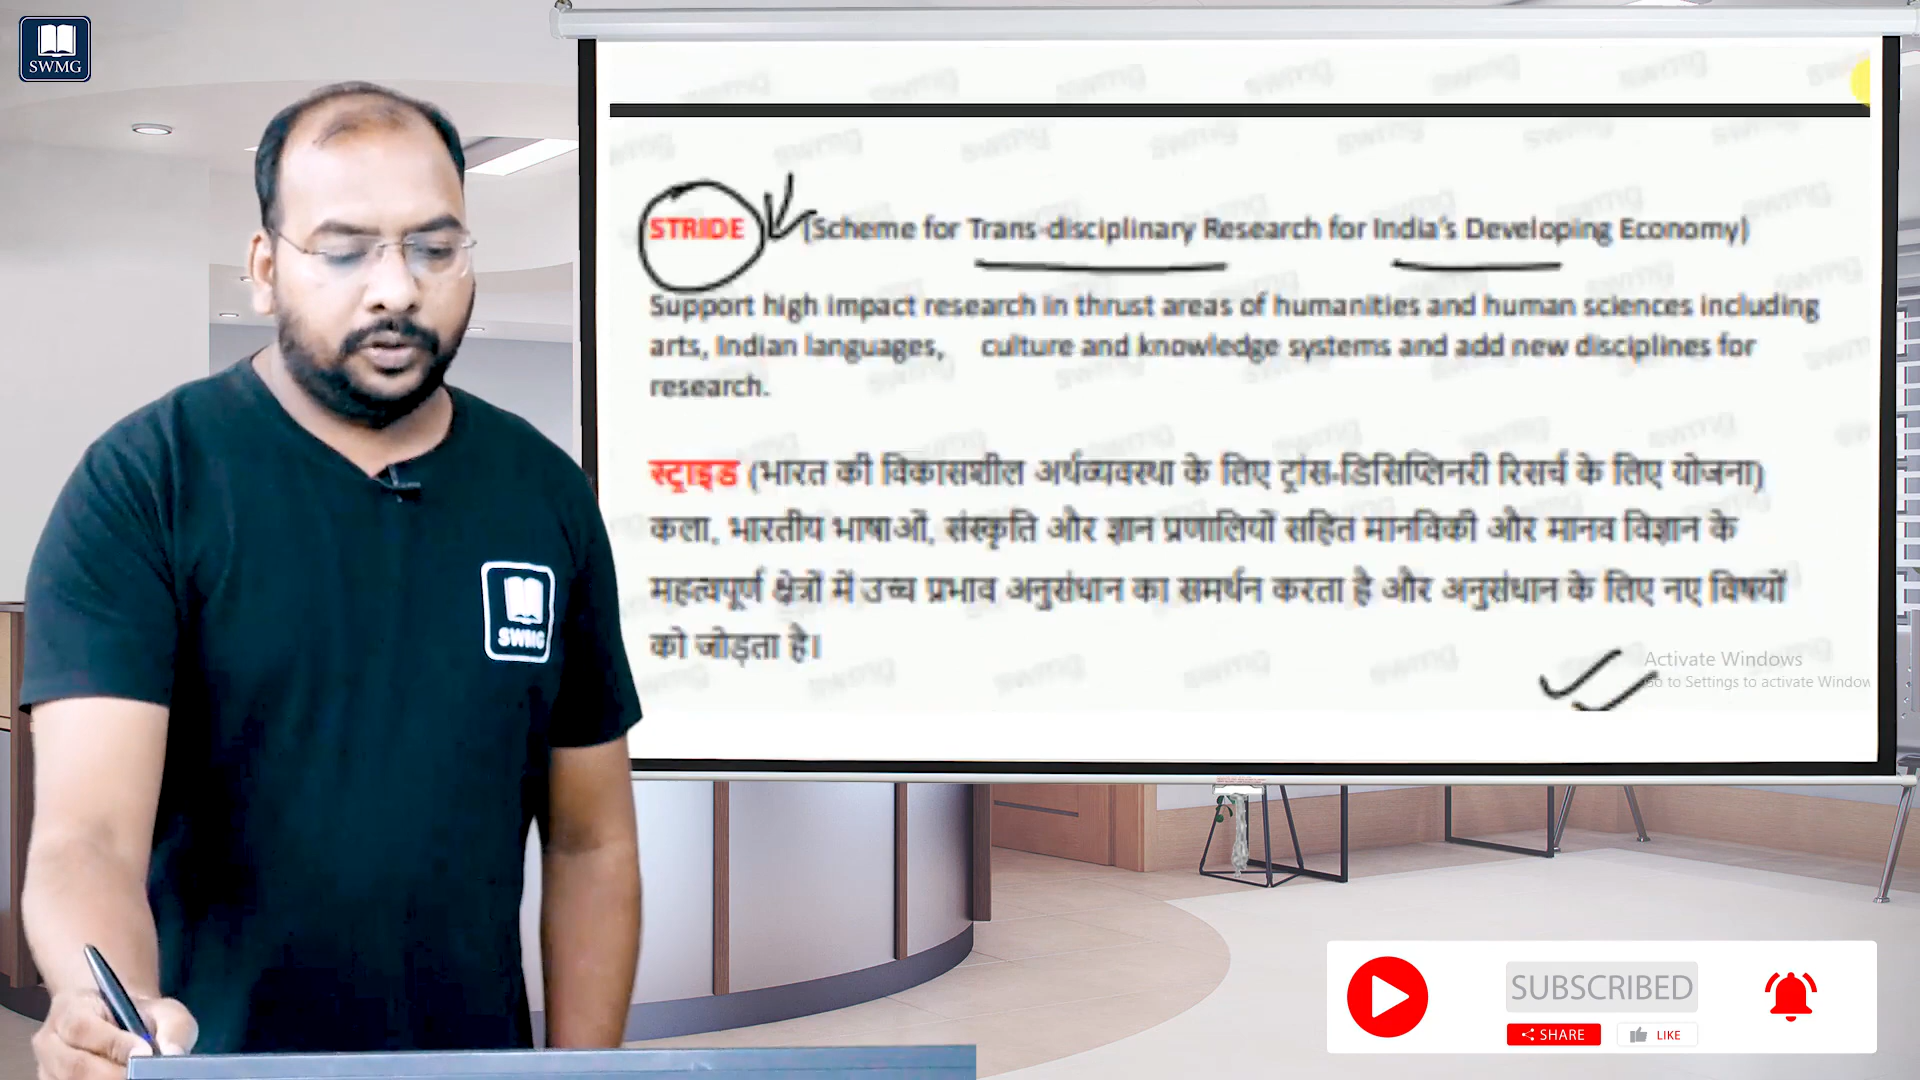 SWMG
STRIDE (Scheme for Trans-disciplinary Research for India's Developing Economy)
Support high impact research in thrust areas of humanities and human sciences including
arts, Indian languages, culture and knowledge systems and add new disciplines for
research.
स्ट्राइड (भारत की विकासशील अर्थव्यवस्था के लिए ट्रांस-डिसिप्लिनरी रिसर्च के लिए योजना)
कला, भारतीय भाषाओं, संस्कृति और ज्ञान प्रणालियों सहित मानविकी और मानव विज्ञान के
महत्वपूर्ण क्षेत्रों में उच्च प्रभाव अनुसंधान का समर्थन करता है और अनुसंधान के लिए नए विषयों
को जोड़ता है।
Activate Windows
Go to Settings to activate Window
SWMG
SUBSCRIBED
SHARE LIKE